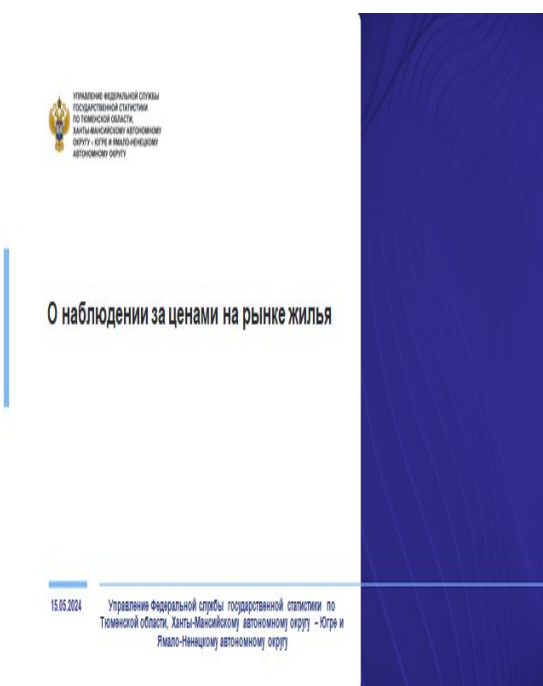 УПРАВЛЕНИЕ ФЕДЕРАЛЬНОЙ СЛУЖБЫ
ГОСУДАРСТВЕННОЙ СТАТИСТИКИ
ПО ТЮМЕНСКОЙ ОБЛАСТИ,
ХАНТЫ-МАНСИЙСКОМУ АВТОНОМНОМУ
ОКРУГУ – ЮГРЕ И ЯМАЛО-НЕНЕЦКОМУ
АВТОНОМНОМУ ОКРУГУ
О наблюдении за ценами на рынке жилья
15.05.2024
Управление Федеральной службы государственной статистики по
Тюменской области, Ханты-Мансийскому автономному округу – Югре и
Ямало-Ненецкому автономному округу